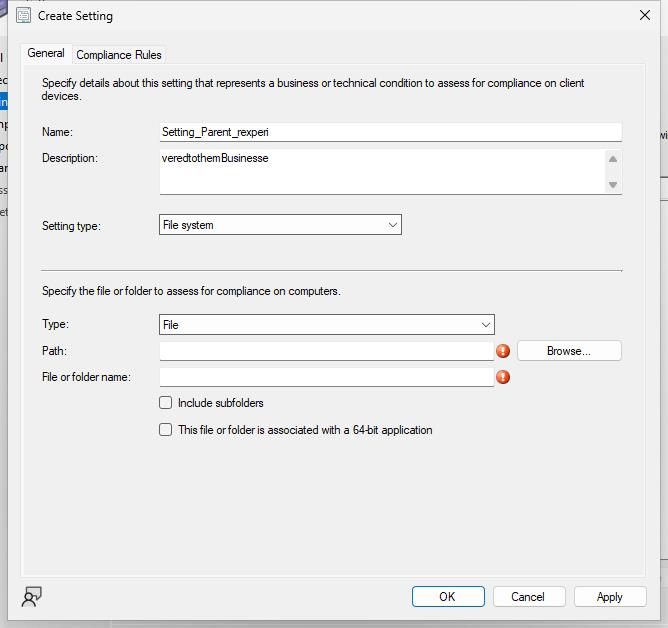 Create Setting
General
Compliance Rules
Specify details about this setting that represents a business or technical condition to assess for compliance on client
devices.
Name:
Setting_Parent_rexperi
Description:
veredtothemBusinesse
Setting type:
File system
Specify the file or folder to assess for compliance on computers.
Type:
File
Path:
Browse...
File or folder name:
Include subfolders
This file or folder is associated with a 64-bit application
OK
Cancel
Apply